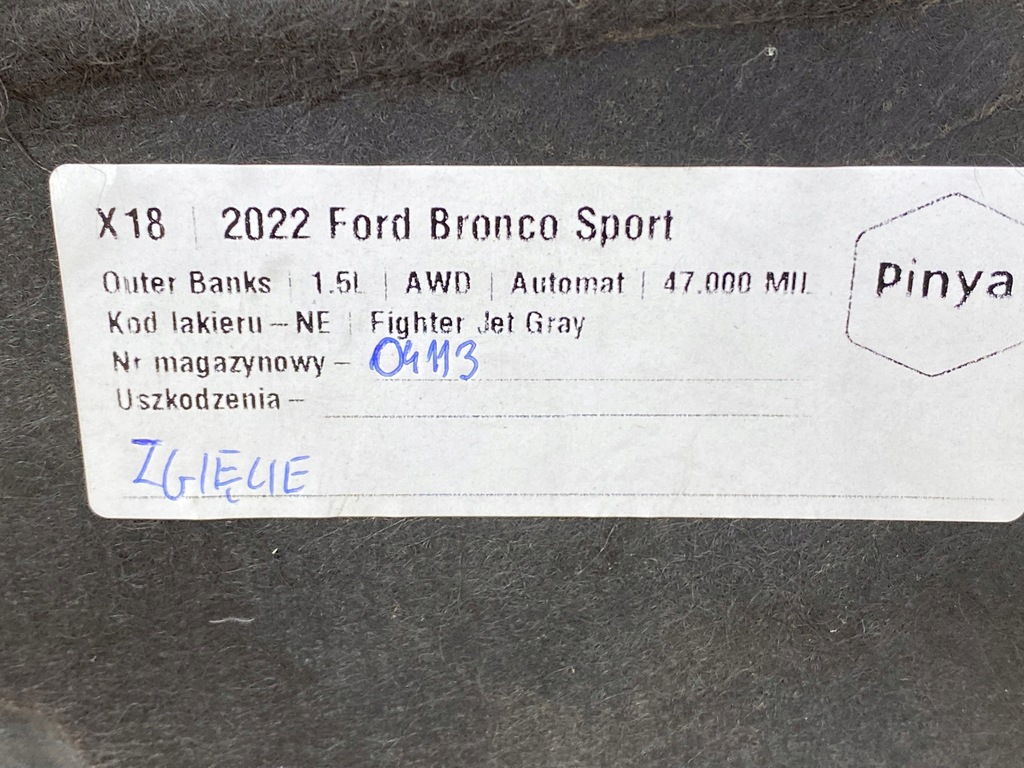 X18 | 2022 Ford Bronco Sport
Outer Banks | 1.5L | AWD | Automat | 47.000 MIL
Kod lakieru – NE | Fighter Jet Gray
Nr magazynowy – 04113
Uszkodzenia –
ZGIĘCIE
Pinya